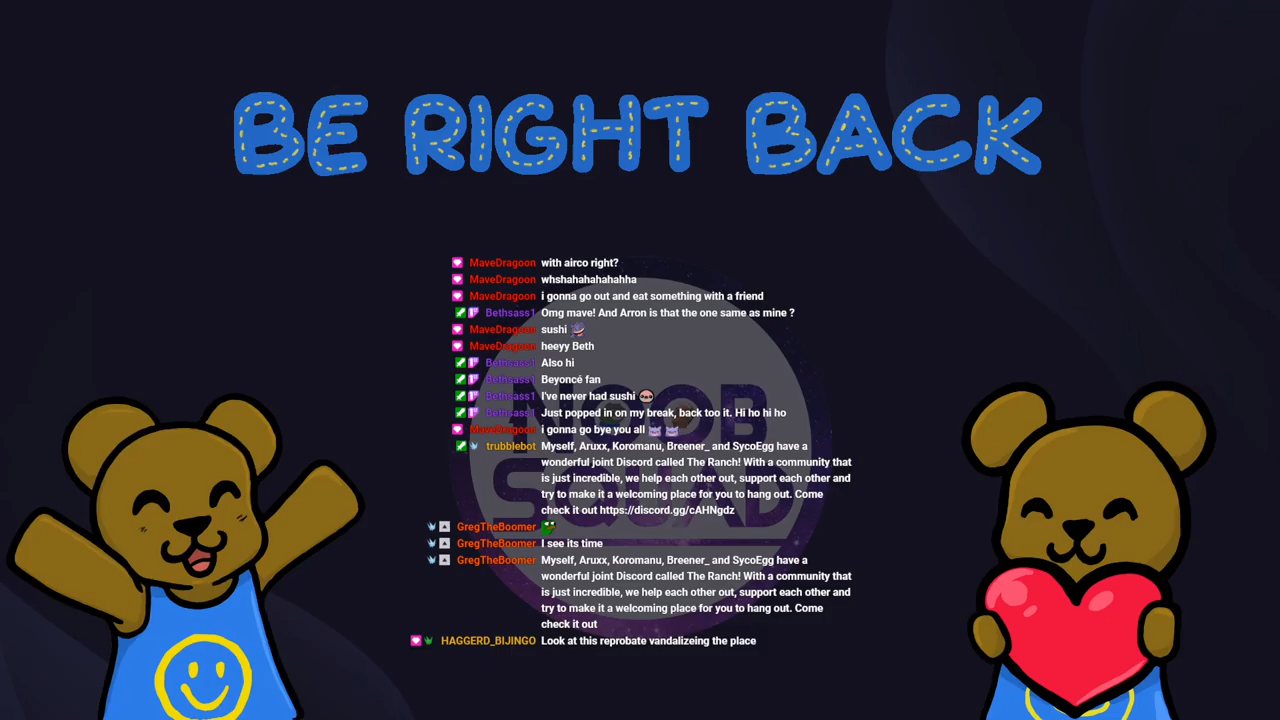 BE RIGHT BACK
MaveDragoon with airco right?
MaveDragoon whshahahahahahha
MaveDragoon i gonna go out and eat something with a friend
Bethsass1 Omg mave! And Arron is that the one same as mine ?
MaveDragoon sushi
MaveDragoon heeyy Beth
Bethsass1 Also hi
Bethsass1 Beyoncé fan
Bethsass1 I've never had sushi
Bethsass1 Just popped in on my break, back too it. Hi ho hi ho
MaveDragoon i gonna go bye you all
trubblebot Myself, Aruxx, Koromanu, Breener_ and SycoEgg have a
wonderful joint Discord called The Ranch! With a community that
is just incredible, we help each other out, support each other and
try to make it a welcoming place for you to hang out. Come
check it out https://discord.gg/cAHNgdz
GregTheBoomer
GregTheBoomer I see its time
GregTheBoomer Myself, Aruxx, Koromanu, Breener_ and SycoEgg have a
wonderful joint Discord called The Ranch! With a community that
is just incredible, we help each other out, support each other and
try to make it a welcoming place for you to hang out. Come
check it out
HAGGERD_BIJINGO Look at this reprobate vandalizeing the place
NOOB
SQUAD